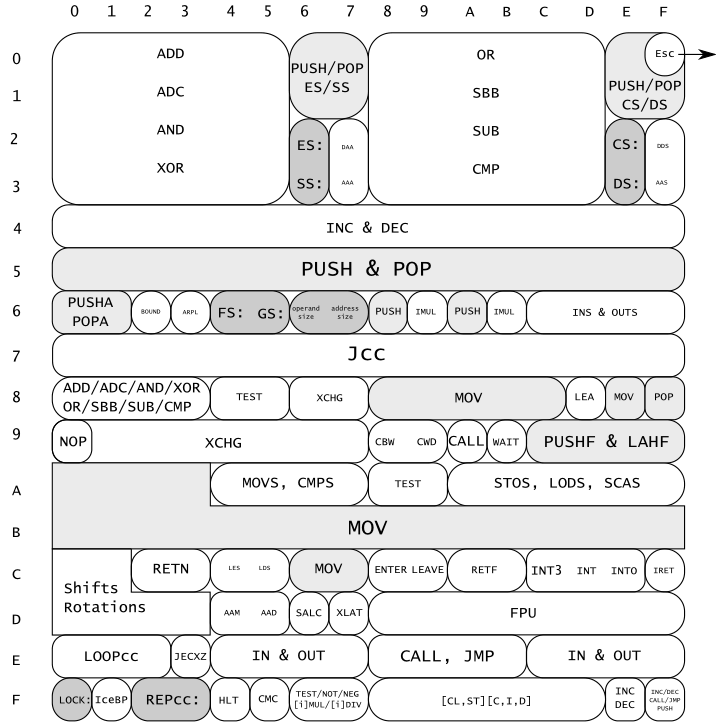 0 1 2 3 4 5 6 7 8 9 A B C D E F
0 ADD PUSH/POP ES/SS OR PUSH/POP CS/DS Esc
1 ADC SBB
2 AND ES: DAA SUB CS: DDS
3 XOR SS: AAA CMP DS: AAS
4 INC & DEC
5 PUSH & POP
6 PUSHA POPA BOUND ARPL FS: GS: operand size address size PUSH IMUL PUSH IMUL INS & OUTS
7 Jcc
8 ADD/ADC/AND/XOR OR/SBB/SUB/CMP TEST XCHG MOV LEA MOV POP
9 NOP XCHG CBW CWD CALL WAIT PUSHF & LAHF
A MOVS, CMPS TEST STOS, LODS, SCAS
B MOV
C Shifts Rotations RETN LES LDS MOV ENTER LEAVE RETF INT3 INT INTO IRET
D AAM AAD SALC XLAT FPU
E LOOPcc JECXZ IN & OUT CALL, JMP IN & OUT
F LOCK: IceBP REPcc: HLT CMC TEST/NOT/NEG [i]MUL/[i]DIV [CL,ST][C,I,D] INC DEC INC/DEC CALL/JMP PUSH